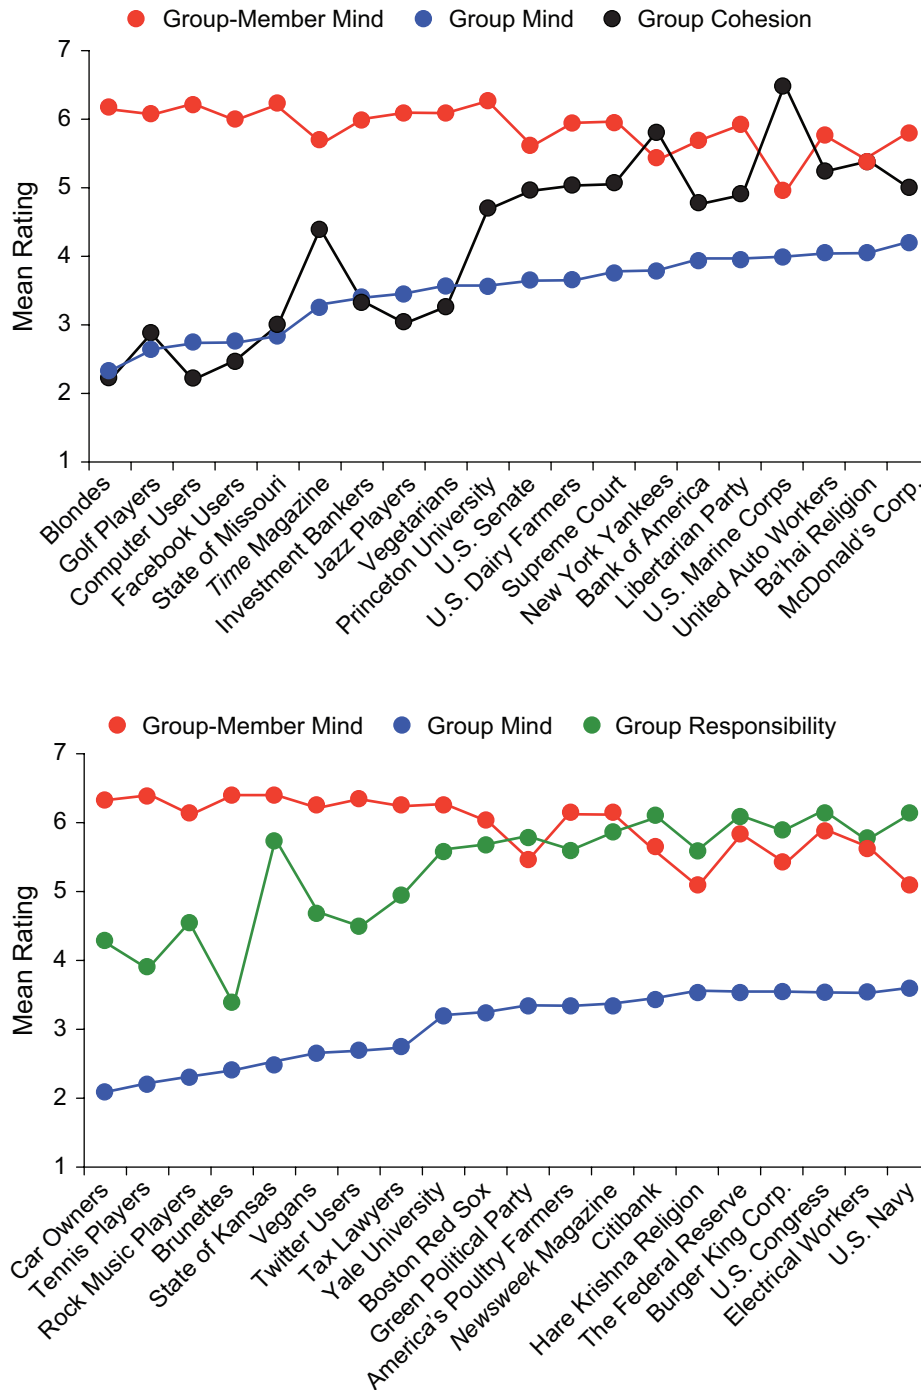 Group-Member Mind Group Mind Group Cohesion
7
6
5
4
3
2
1
Mean Rating
Blondes
Golf Players
Computer Users
Facebook Users
State of Missouri
Time Magazine
Investment Bankers
Jazz Players
Vegetarians
Princeton University
U.S. Senate
U.S. Dairy Farmers
Supreme Court
New York Yankees
Bank of America
Libertarian Party
U.S. Marine Corps
United Auto Workers
Ba'hai Religion
McDonald's Corp.
Group-Member Mind Group Mind Group Responsibility
7
6
5
4
3
2
1
Mean Rating
Car Owners
Tennis Players
Rock Music Players
Brunettes
State of Kansas
Vegans
Twitter Users
Tax Lawyers
Yale University
Boston Red Sox
Green Political Party
America's Poultry Farmers
Newsweek Magazine
Citibank
Hare Krishna Religion
The Federal Reserve
Burger King Corp.
U.S. Congress
Electrical Workers
U.S. Navy